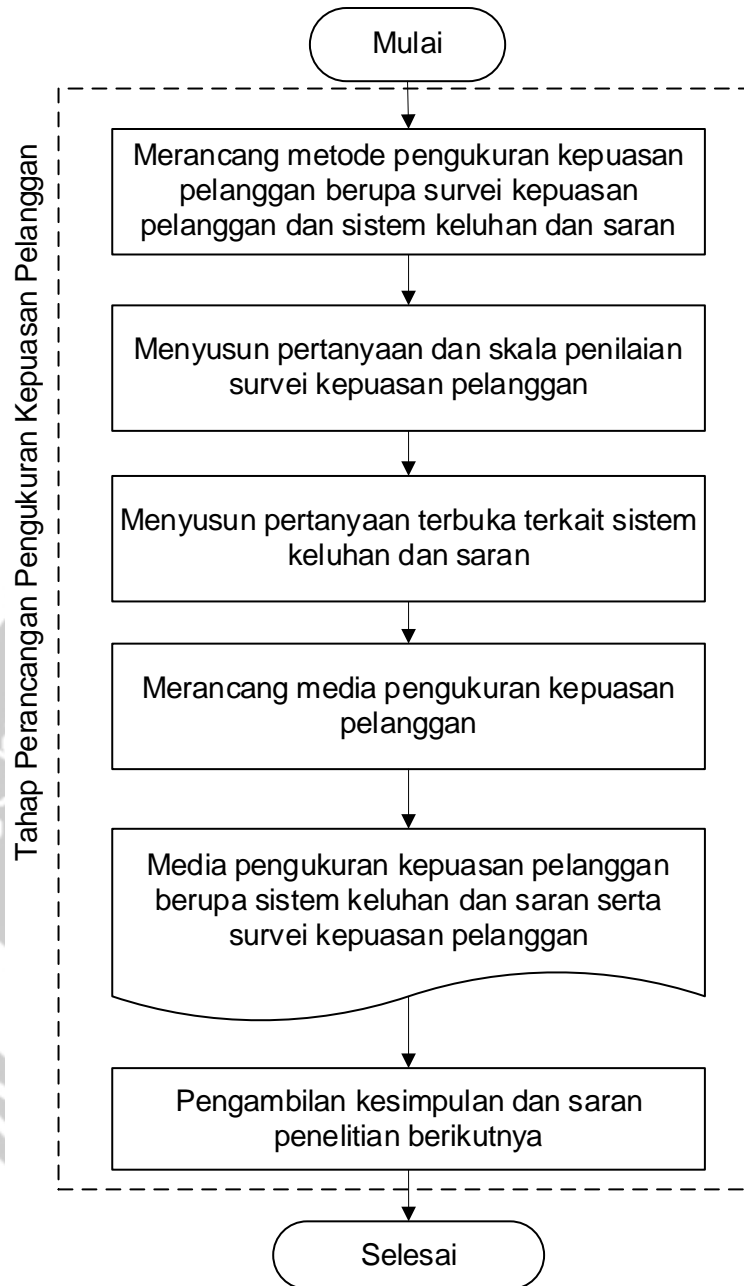 Mulai
Tahap Perancangan Pengukuran Kepuasan Pelanggan
Merancang metode pengukuran kepuasan
pelanggan berupa survei kepuasan
pelanggan dan sistem keluhan dan saran
Menyusun pertanyaan dan skala penilaian
survei kepuasan pelanggan
Menyusun pertanyaan terbuka terkait sistem
keluhan dan saran
Merancang media pengukuran kepuasan
pelanggan
Media pengukuran kepuasan pelanggan
berupa sistem keluhan dan saran serta
survei kepuasan pelanggan
Pengambilan kesimpulan dan saran
penelitian berikutnya
Selesai